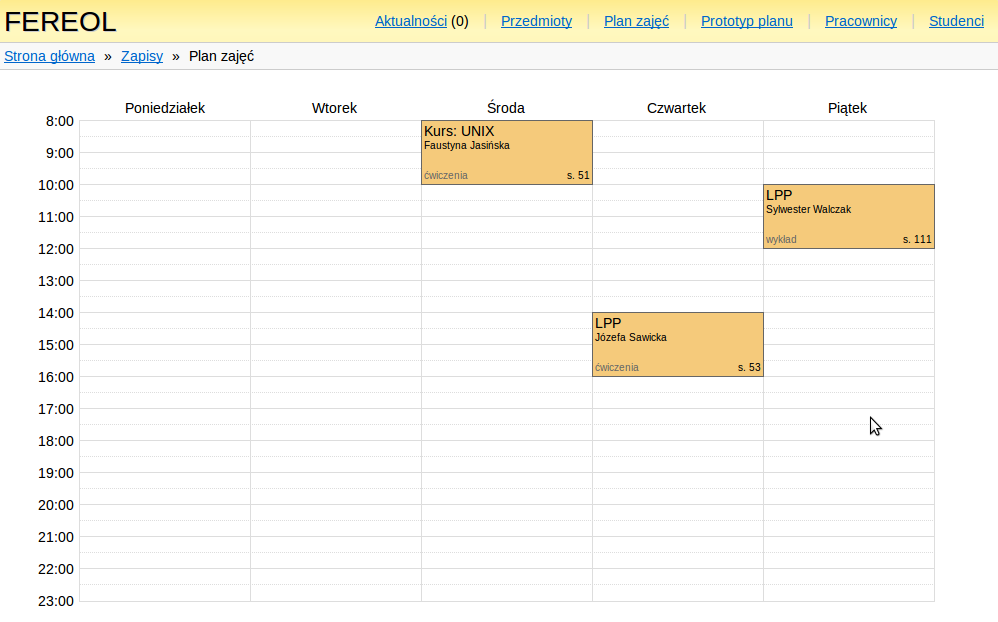 FEREOL
Aktualności (0) | Przedmioty | Plan zajęć | Prototyp planu | Pracownicy | Studenci
Strona główna » Zapisy » Plan zajęć
Poniedziałek Wtorek Środa Czwartek Piątek
8:00
Kurs: UNIX
Faustyna Jasińska
9:00
ćwiczenia s. 51
10:00
LPP
Sylwester Walczak
11:00
wykład s. 111
12:00
13:00
14:00
LPP
Józefa Sawicka
15:00
ćwiczenia s. 53
16:00
17:00
18:00
19:00
20:00
21:00
22:00
23:00